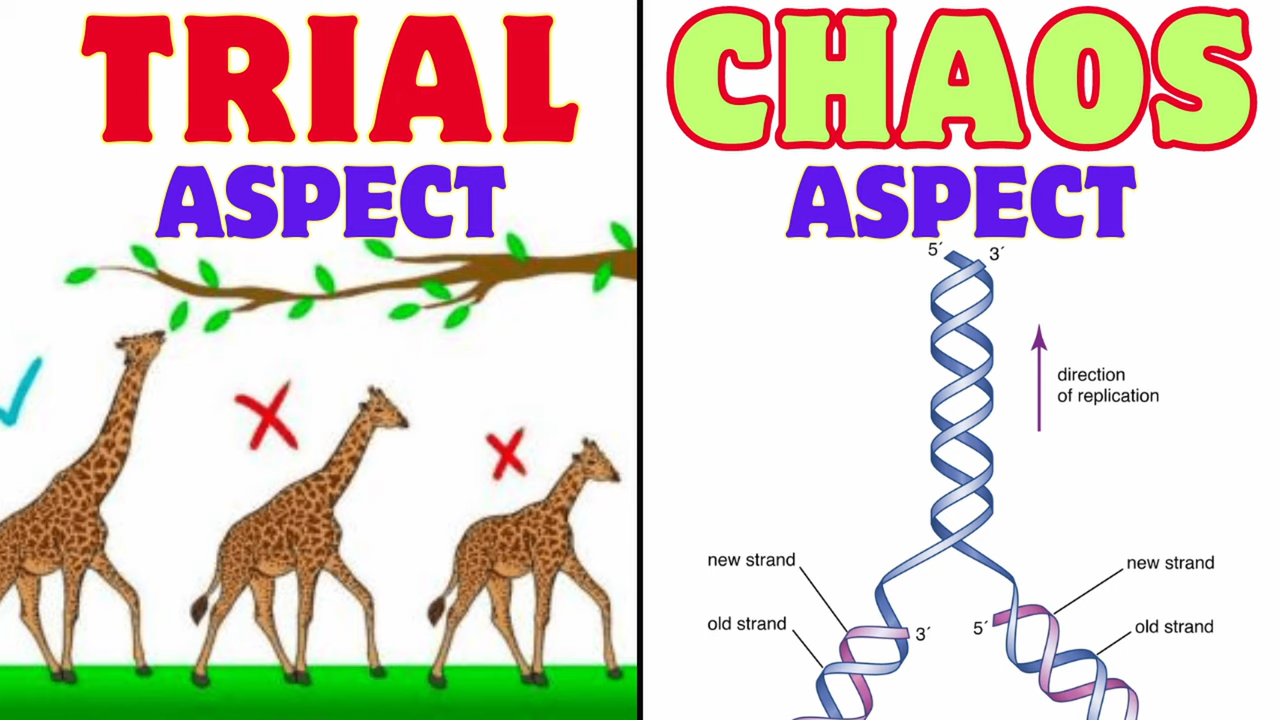 TRIAL
ASPECT
CHAOS
ASPECT
5´ 3´
direction
of replication
new strand
new strand
old strand
3´
5´
old strand